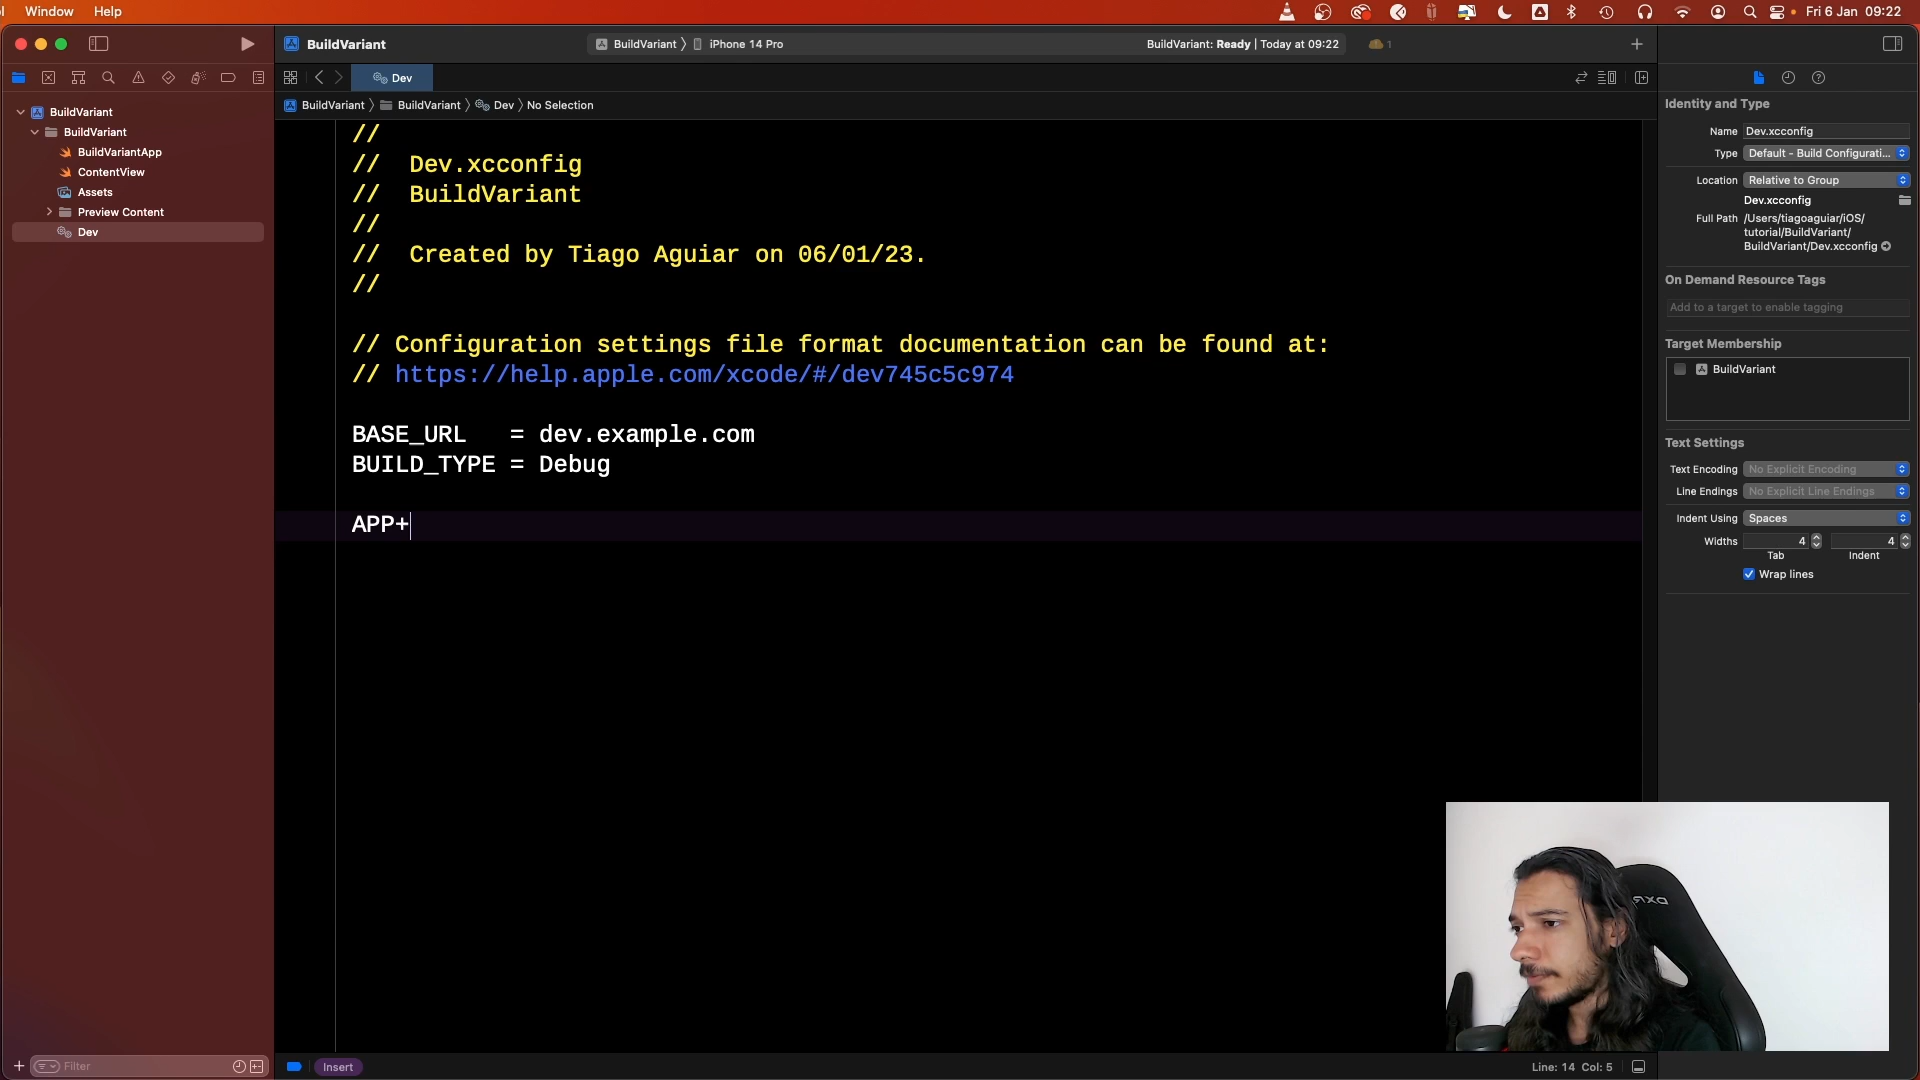 Window Help
Fri 6 Jan 09:22
BuildVariant
BuildVariant iPhone 14 Pro
BuildVariant: Ready | Today at 09:22
1
Dev
BuildVariant BuildVariant Dev No Selection
BuildVariant
BuildVariant
BuildVariantApp
ContentView
Assets
Preview Content
Dev
//
// Dev.xcconfig
// BuildVariant
//
// Created by Tiago Aguiar on 06/01/23.
//
// Configuration settings file format documentation can be found at:
// https://help.apple.com/xcode/#/dev745c5c974
BASE_URL = dev.example.com
BUILD_TYPE = Debug
APP+
Identity and Type
Name Dev.xcconfig
Type Default - Build Configurati...
Location Relative to Group
Dev.xcconfig
Full Path /Users/tiagoaguiar/iOS/
tutorial/BuildVariant/
BuildVariant/Dev.xcconfig
On Demand Resource Tags
Add to a target to enable tagging
Target Membership
BuildVariant
Text Settings
Text Encoding No Explicit Encoding
Line Endings No Explicit Line Endings
Indent Using Spaces
Widths 4 4
Tab Indent
Wrap lines
Filter
Insert
Line: 14 Col: 5